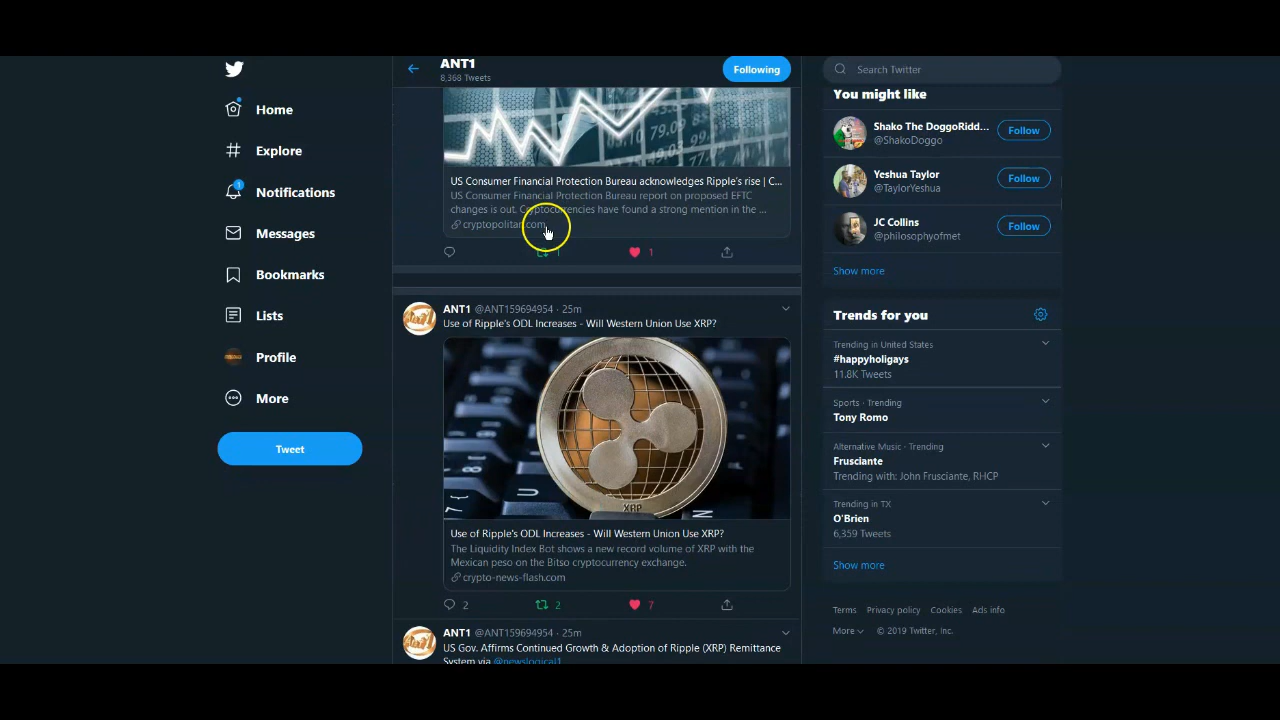 Home
Explore
1
Notifications
Messages
Bookmarks
Lists
Profile
More
Tweet
ANT1
8,368 Tweets
Following
US Consumer Financial Protection Bureau acknowledges Ripple's rise | C...
US Consumer Financial Protection Bureau report on proposed EFTC
changes is out. Cryptocurrencies have found a strong mention in the ...
cryptopolitan.com
1
1
ANT1 @ANT159694954 · 25m
Use of Ripple's ODL Increases - Will Western Union Use XRP?
XRP
Use of Ripple's ODL Increases - Will Western Union Use XRP?
The Liquidity Index Bot shows a new record volume of XRP with the
Mexican peso on the Bitso cryptocurrency exchange.
crypto-news-flash.com
2
2
7
ANT1 @ANT159694954 · 25m
US Gov. Affirms Continued Growth & Adoption of Ripple (XRP) Remittance
System via @newslogical1
Search Twitter
You might like
Shako The DoggoRidd...
@ShakoDoggo
Follow
Yeshua Taylor
@TaylorYeshua
Follow
JC Collins
@philosophyofmet
Follow
Show more
Trends for you
Trending in United States
#happyholigays
11.8K Tweets
Sports · Trending
Tony Romo
Alternative Music · Trending
Frusciante
Trending with: John Frusciante, RHCP
Trending in TX
O'Brien
6,359 Tweets
Show more
Terms Privacy policy Cookies Ads info
More © 2019 Twitter, Inc.